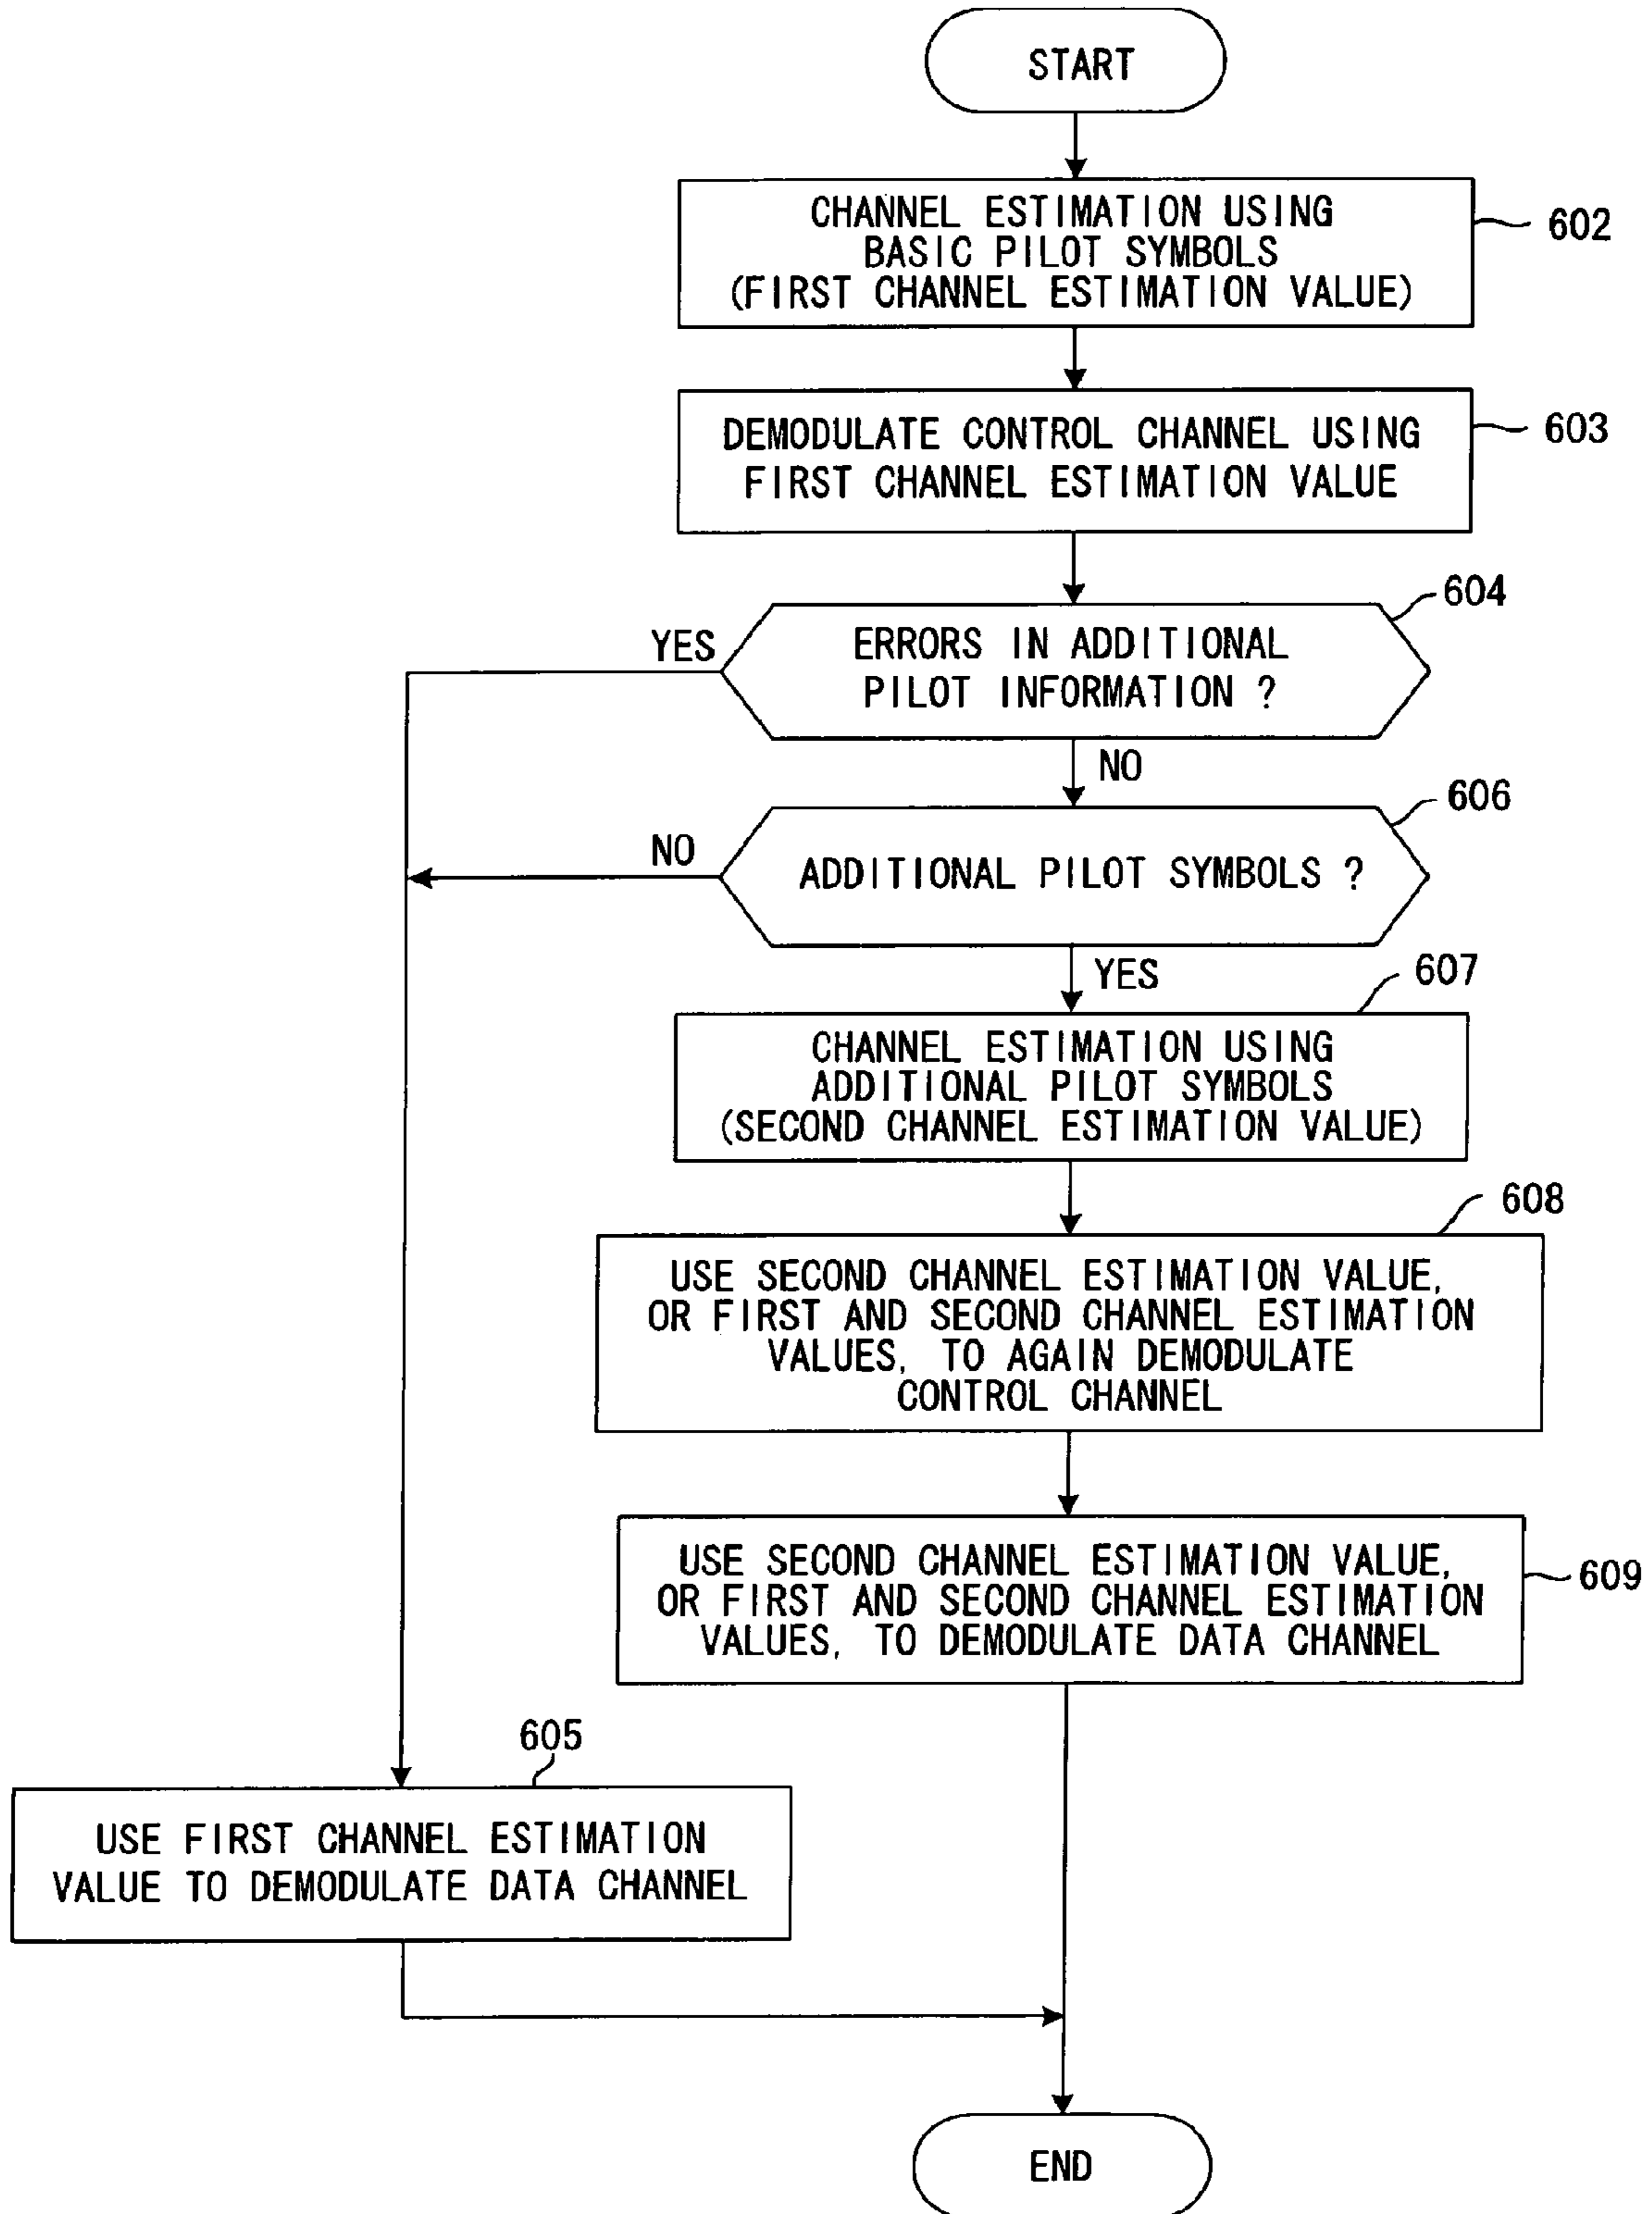 START
CHANNEL ESTIMATION USING
BASIC PILOT SYMBOLS
(FIRST CHANNEL ESTIMATION VALUE)
602
DEMODULATE CONTROL CHANNEL USING
FIRST CHANNEL ESTIMATION VALUE
603
604
ERRORS IN ADDITIONAL
PILOT INFORMATION ?
YES
NO
606
ADDITIONAL PILOT SYMBOLS ?
NO
YES
607
CHANNEL ESTIMATION USING
ADDITIONAL PILOT SYMBOLS
(SECOND CHANNEL ESTIMATION VALUE)
608
USE SECOND CHANNEL ESTIMATION VALUE,
OR FIRST AND SECOND CHANNEL ESTIMATION
VALUES, TO AGAIN DEMODULATE
CONTROL CHANNEL
USE SECOND CHANNEL ESTIMATION VALUE,
OR FIRST AND SECOND CHANNEL ESTIMATION
VALUES, TO DEMODULATE DATA CHANNEL
609
605
USE FIRST CHANNEL ESTIMATION
VALUE TO DEMODULATE DATA CHANNEL
END